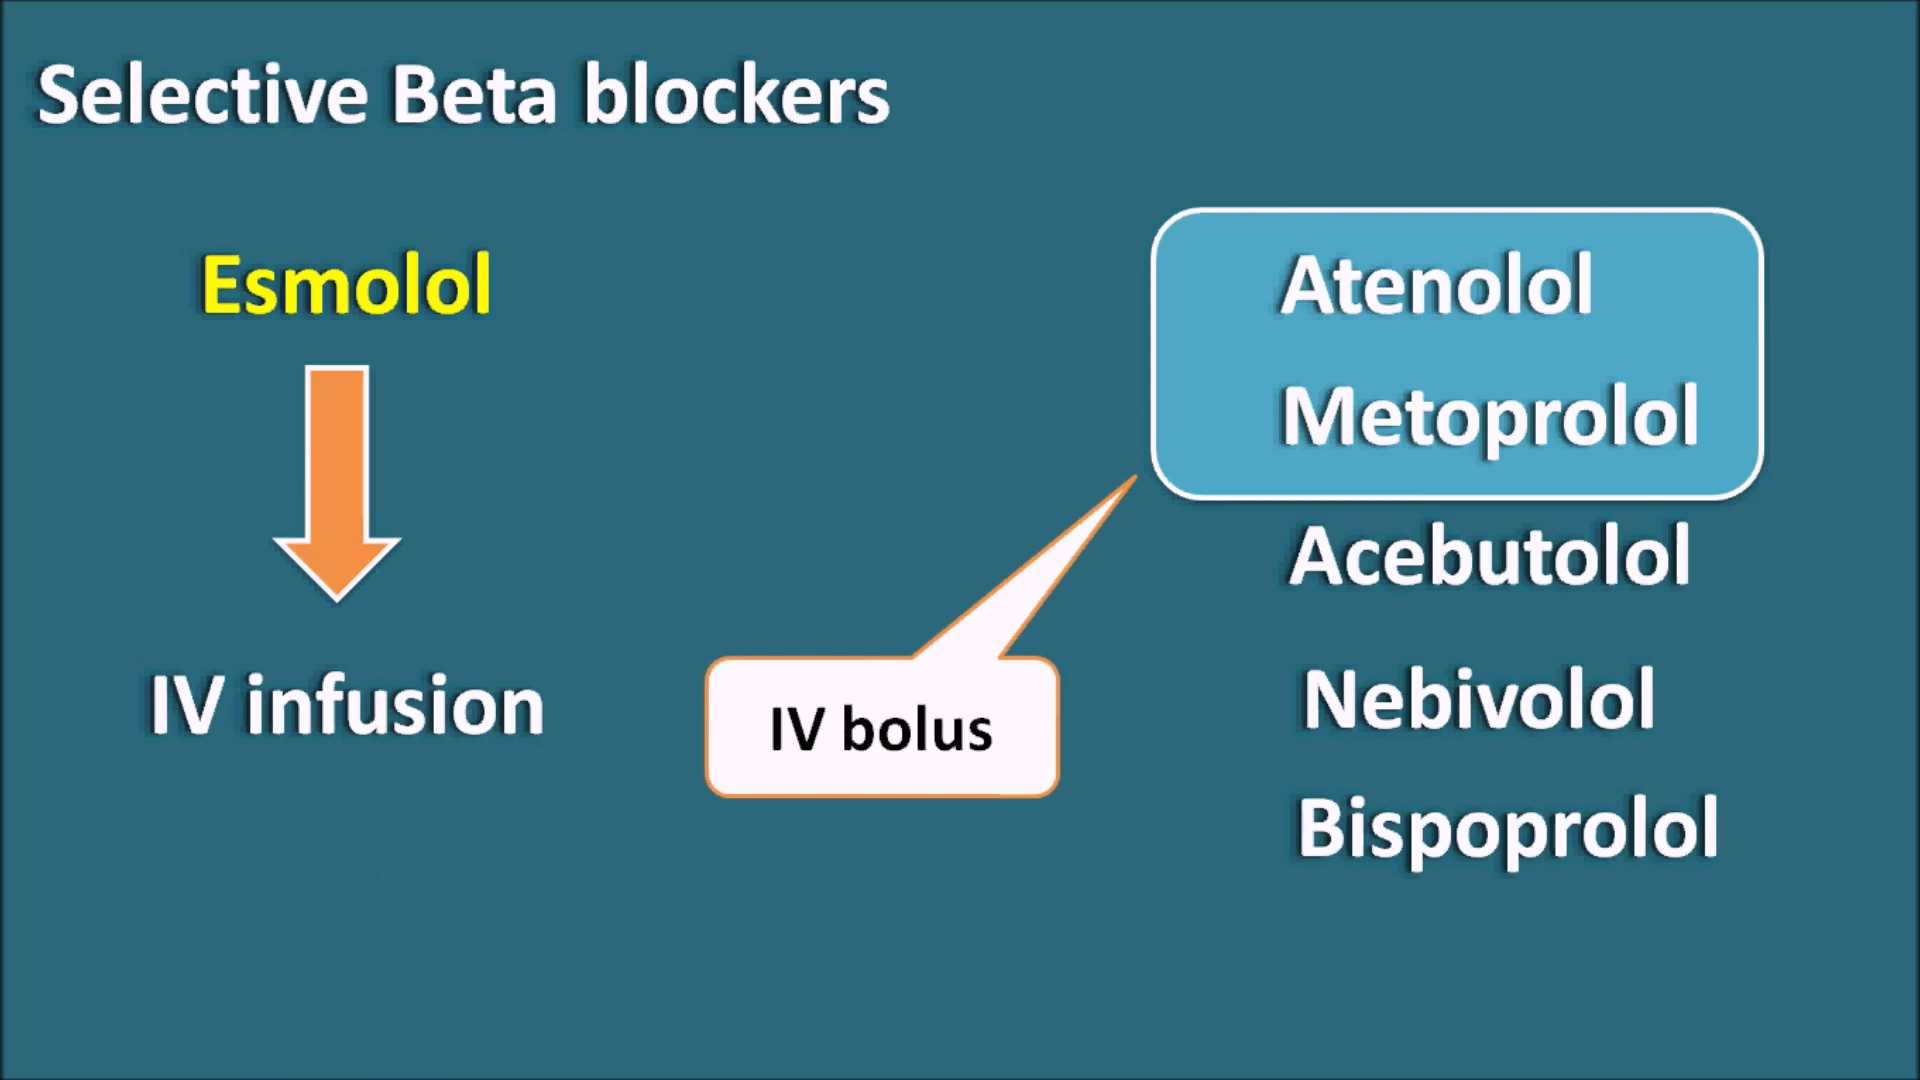 Selective Beta blockers
Esmolol
IV infusion
IV bolus
Atenolol
Metoprolol
Acebutolol
Nebivolol
Bispoprolol